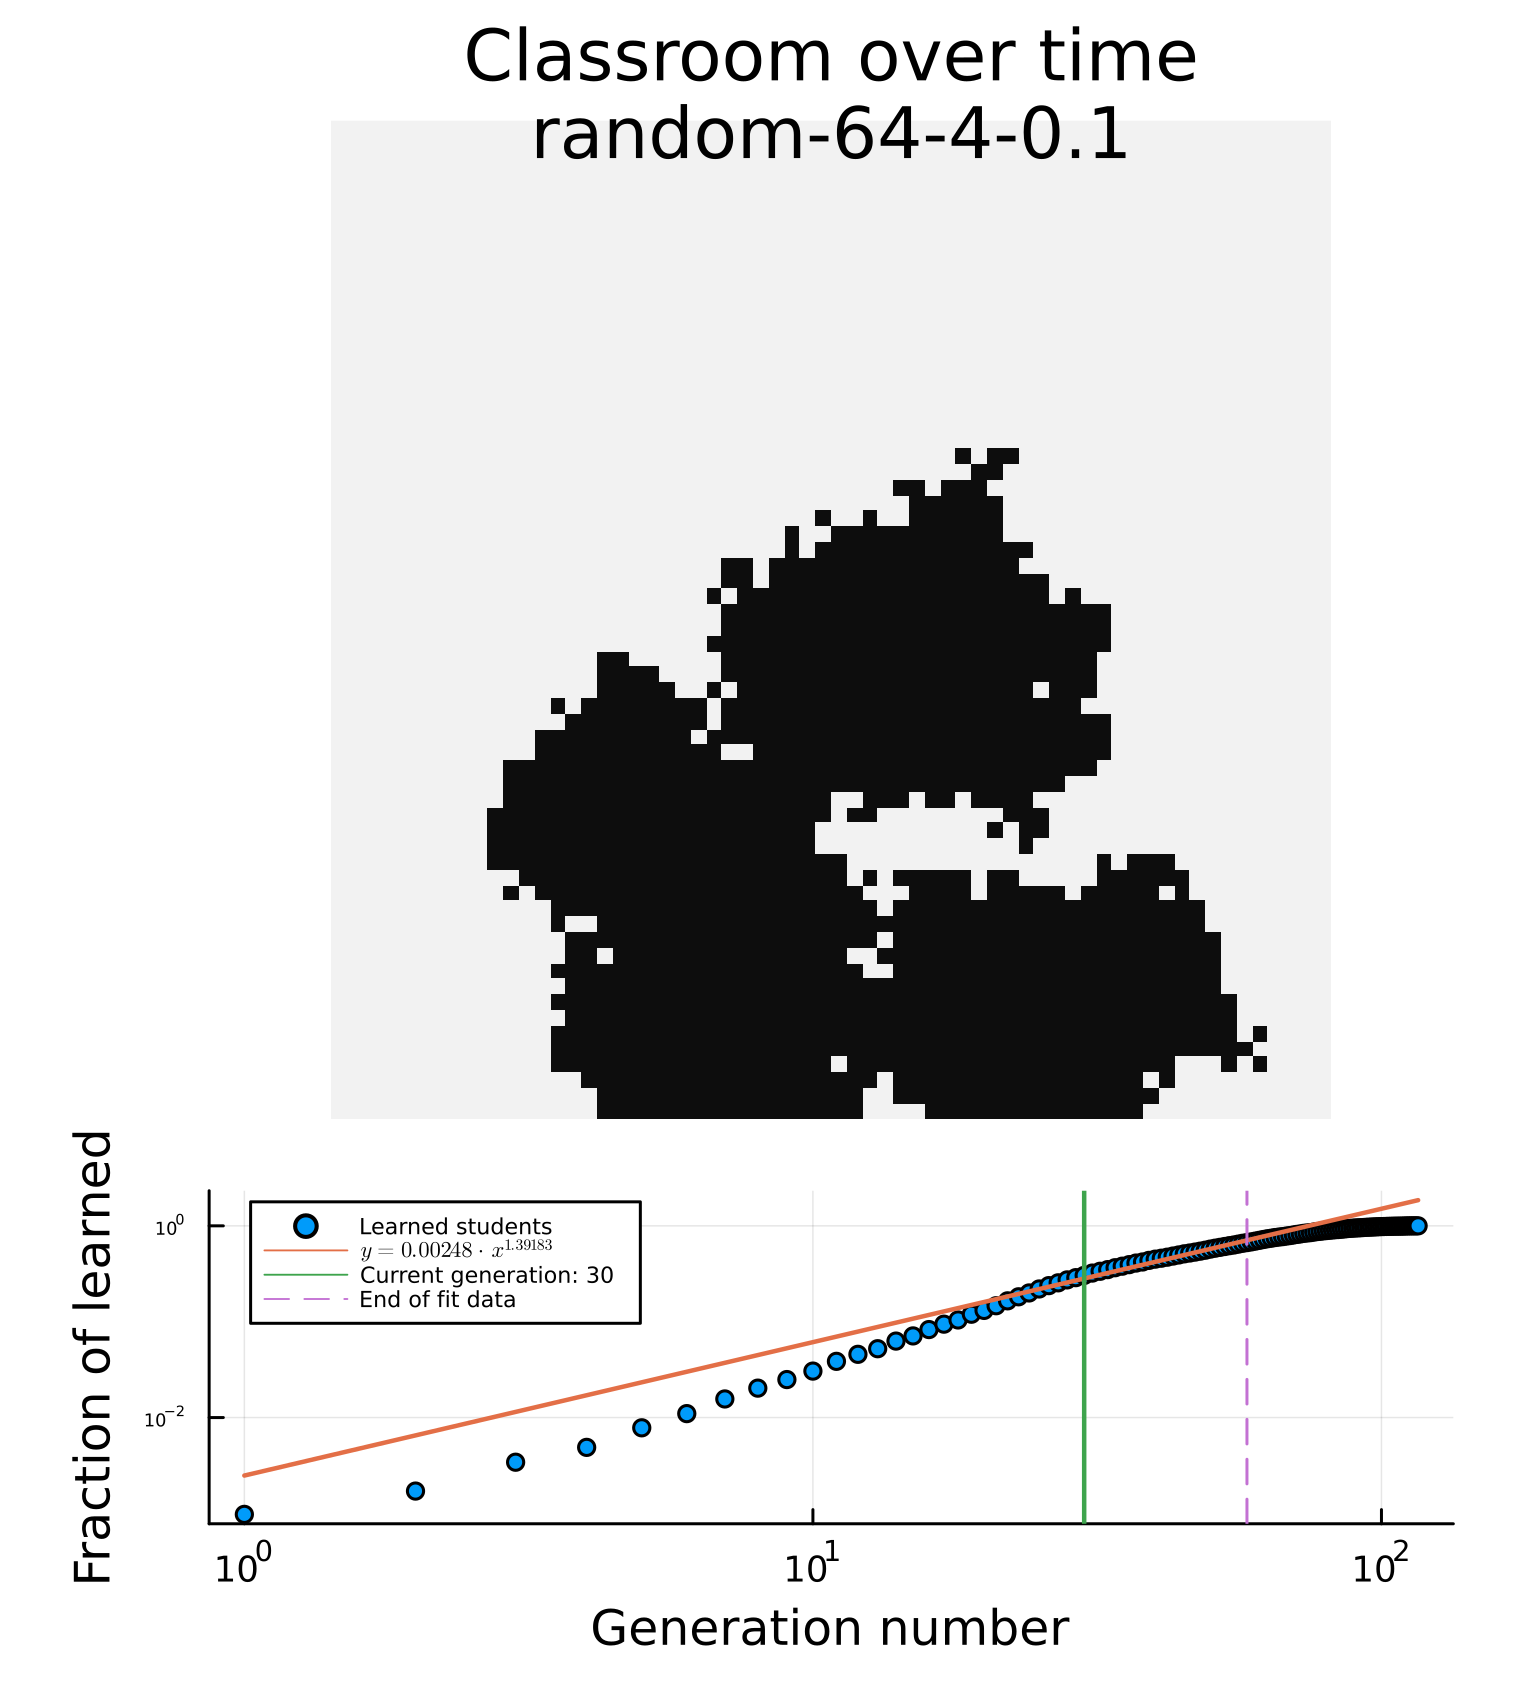 Classroom over time
random-64-4-0.1
Fraction of learned
10^0
10^−2
Learned students
y = 0.00248 · x^1.39183
Current generation: 30
End of fit data
10^0
10^1
10^2
Generation number